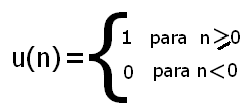 u(n)= { 1 para n≥0
0 para n<0